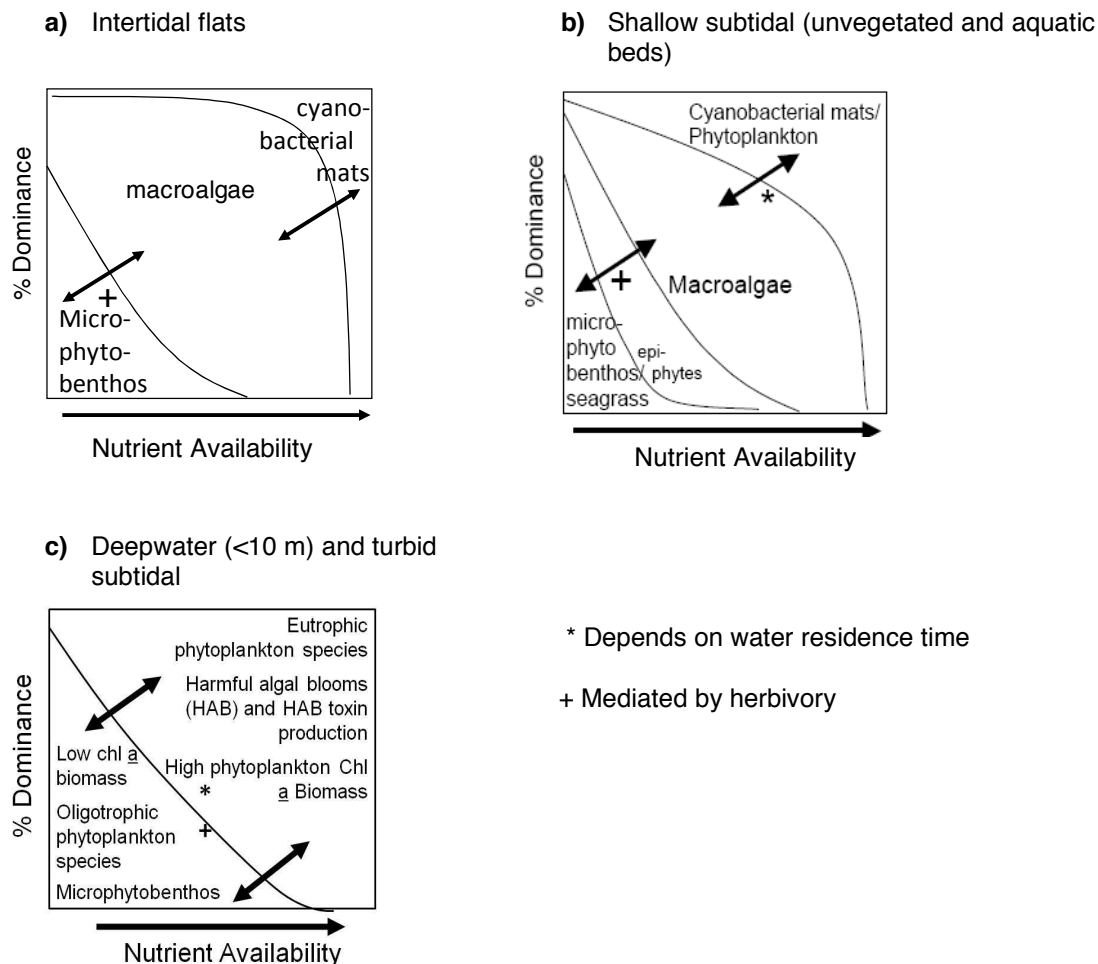 a) Intertidal flats
% Dominance
cyano-
bacterial
mats
macroalgae
+
Micro-
phyto-
benthos
Nutrient Availability
b) Shallow subtidal (unvegetated and aquatic
beds)
% Dominance
Cyanobacterial mats/
Phytoplankton
*
+
Macroalgae
micro-
phyto
benthos/
seagrass
epi-
phytes
Nutrient Availability
c) Deepwater (<10 m) and turbid
subtidal
% Dominance
Eutrophic
phytoplankton species
Harmful algal blooms
(HAB) and HAB toxin
production
High phytoplankton Chl
a Biomass
Low chl a
biomass
*
+
Oligotrophic
phytoplankton
species
Microphytobenthos
Nutrient Availability
* Depends on water residence time
+ Mediated by herbivory